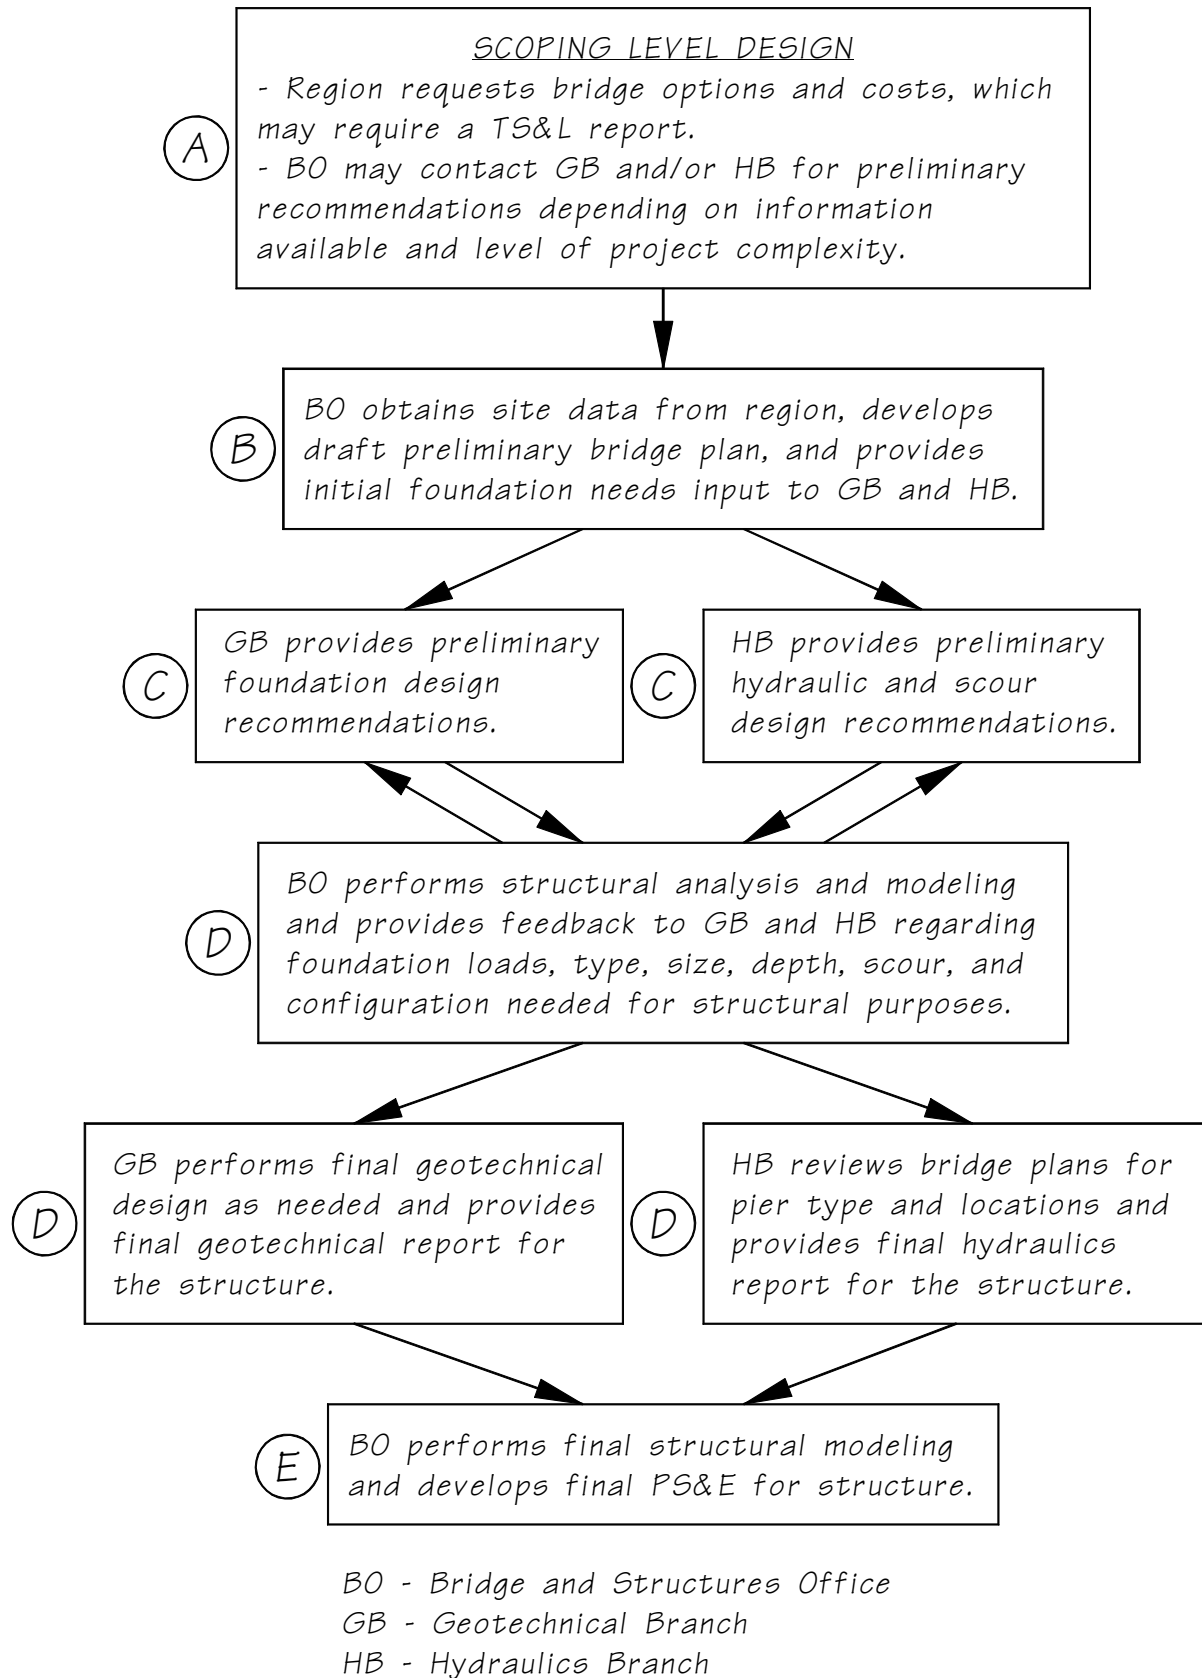 SCOPING LEVEL DESIGN
- Region requests bridge options and costs, which
may require a TS&L report.
- BO may contact GB and/or HB for preliminary
recommendations depending on information
available and level of project complexity.
A
BO obtains site data from region, develops
draft preliminary bridge plan, and provides
initial foundation needs input to GB and HB.
B
GB provides preliminary
foundation design
recommendations.
C
HB provides preliminary
hydraulic and scour
design recommendations.
C
BO performs structural analysis and modeling
and provides feedback to GB and HB regarding
foundation loads, type, size, depth, scour, and
configuration needed for structural purposes.
D
GB performs final geotechnical
design as needed and provides
final geotechnical report for
the structure.
D
HB reviews bridge plans for
pier type and locations and
provides final hydraulics
report for the structure.
D
BO performs final structural modeling
and develops final PS&E for structure.
E
BO - Bridge and Structures Office
GB - Geotechnical Branch
HB - Hydraulics Branch